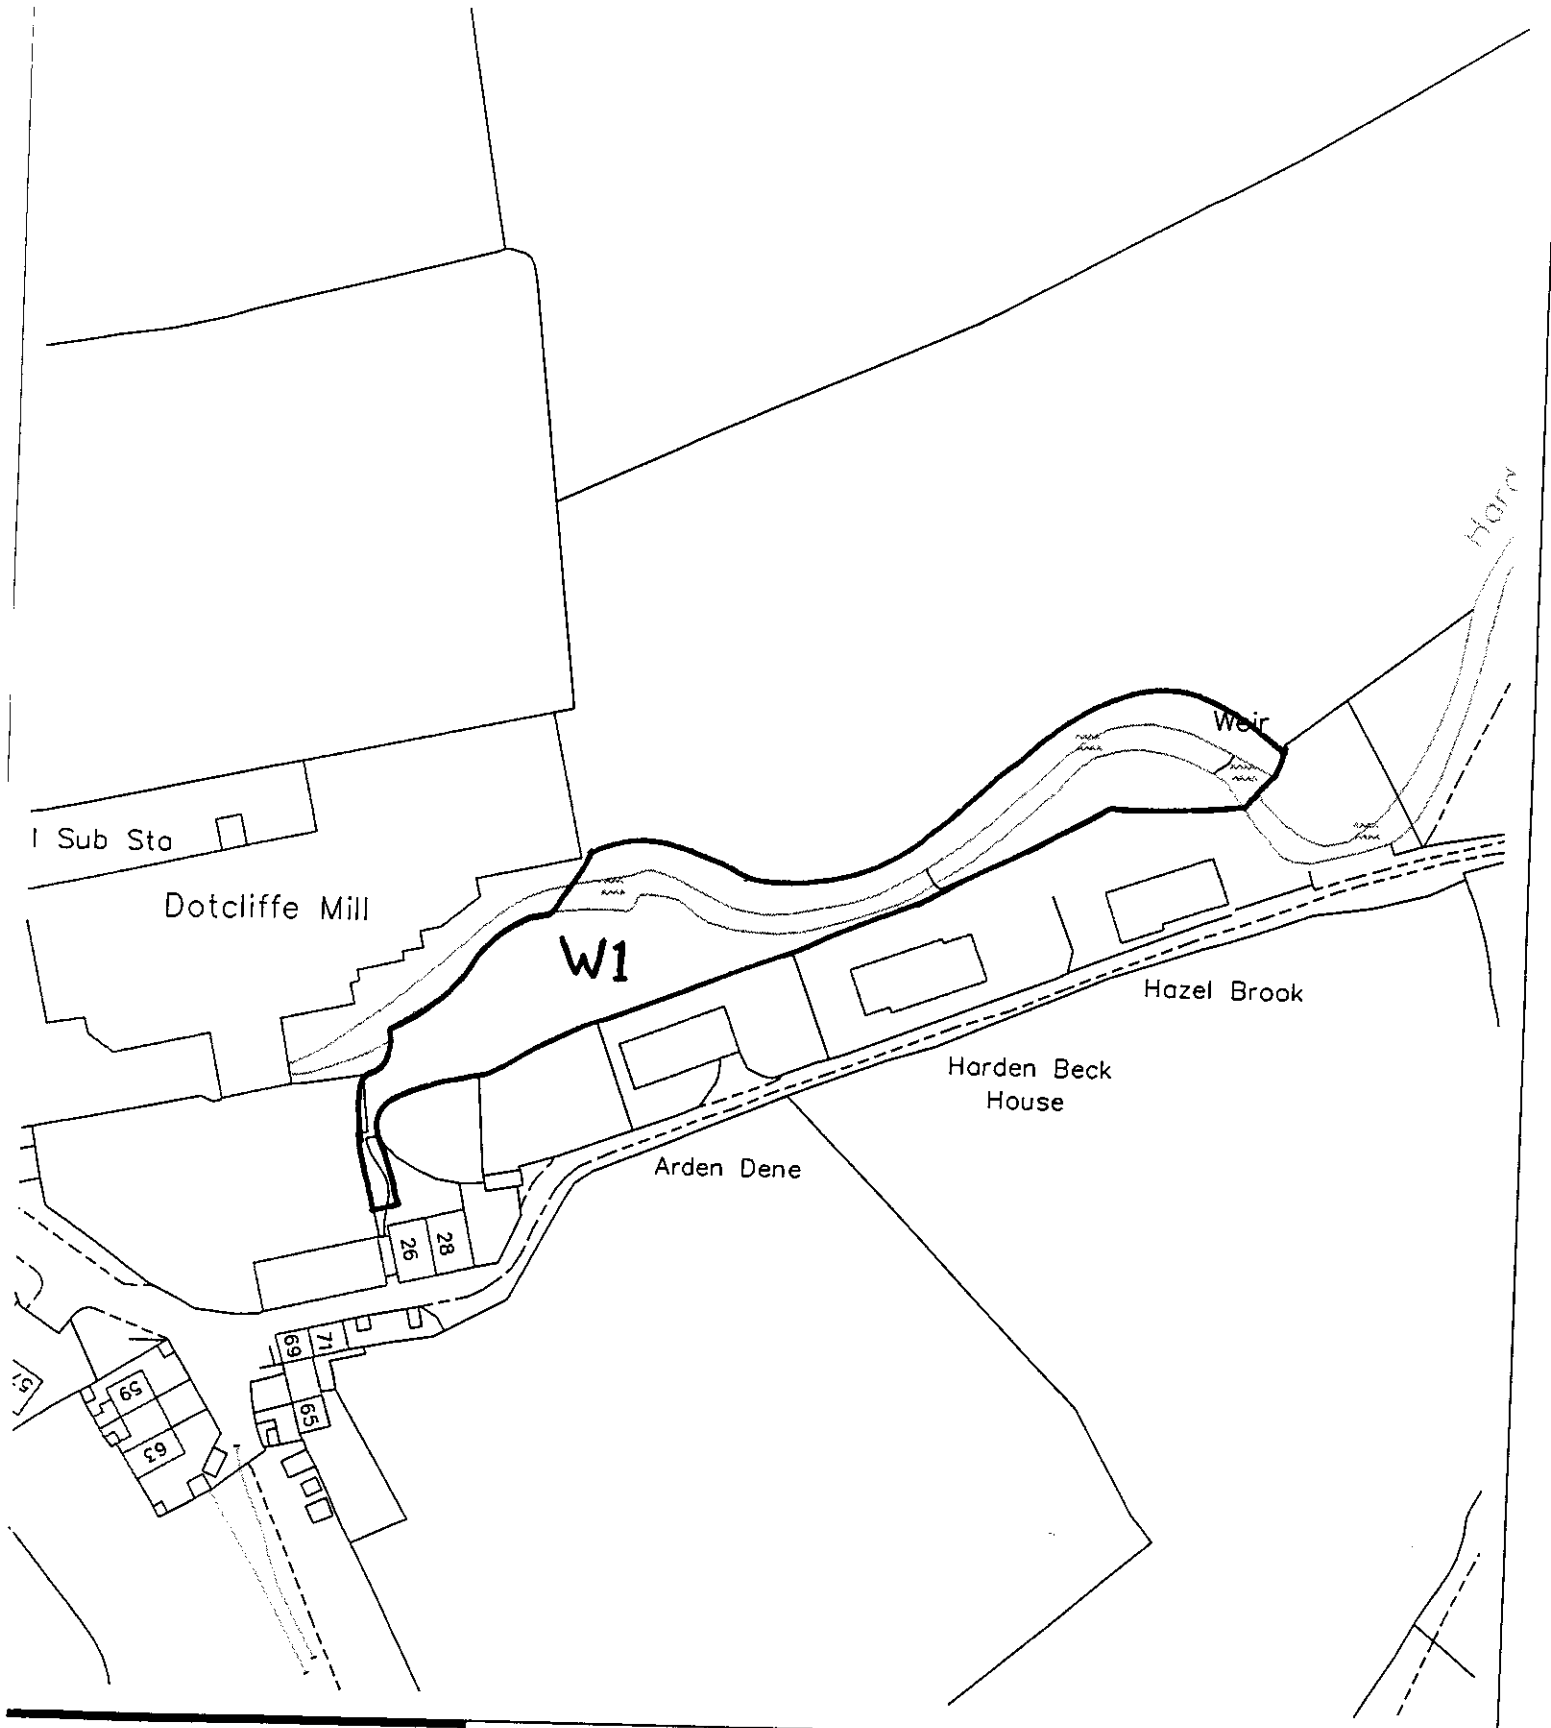 Harr
Weir
Sub Sta
Dotcliffe Mill
W1
Hazel Brook
Harden Beck
House
Arden Dene
26
28
69
71
59
65
63